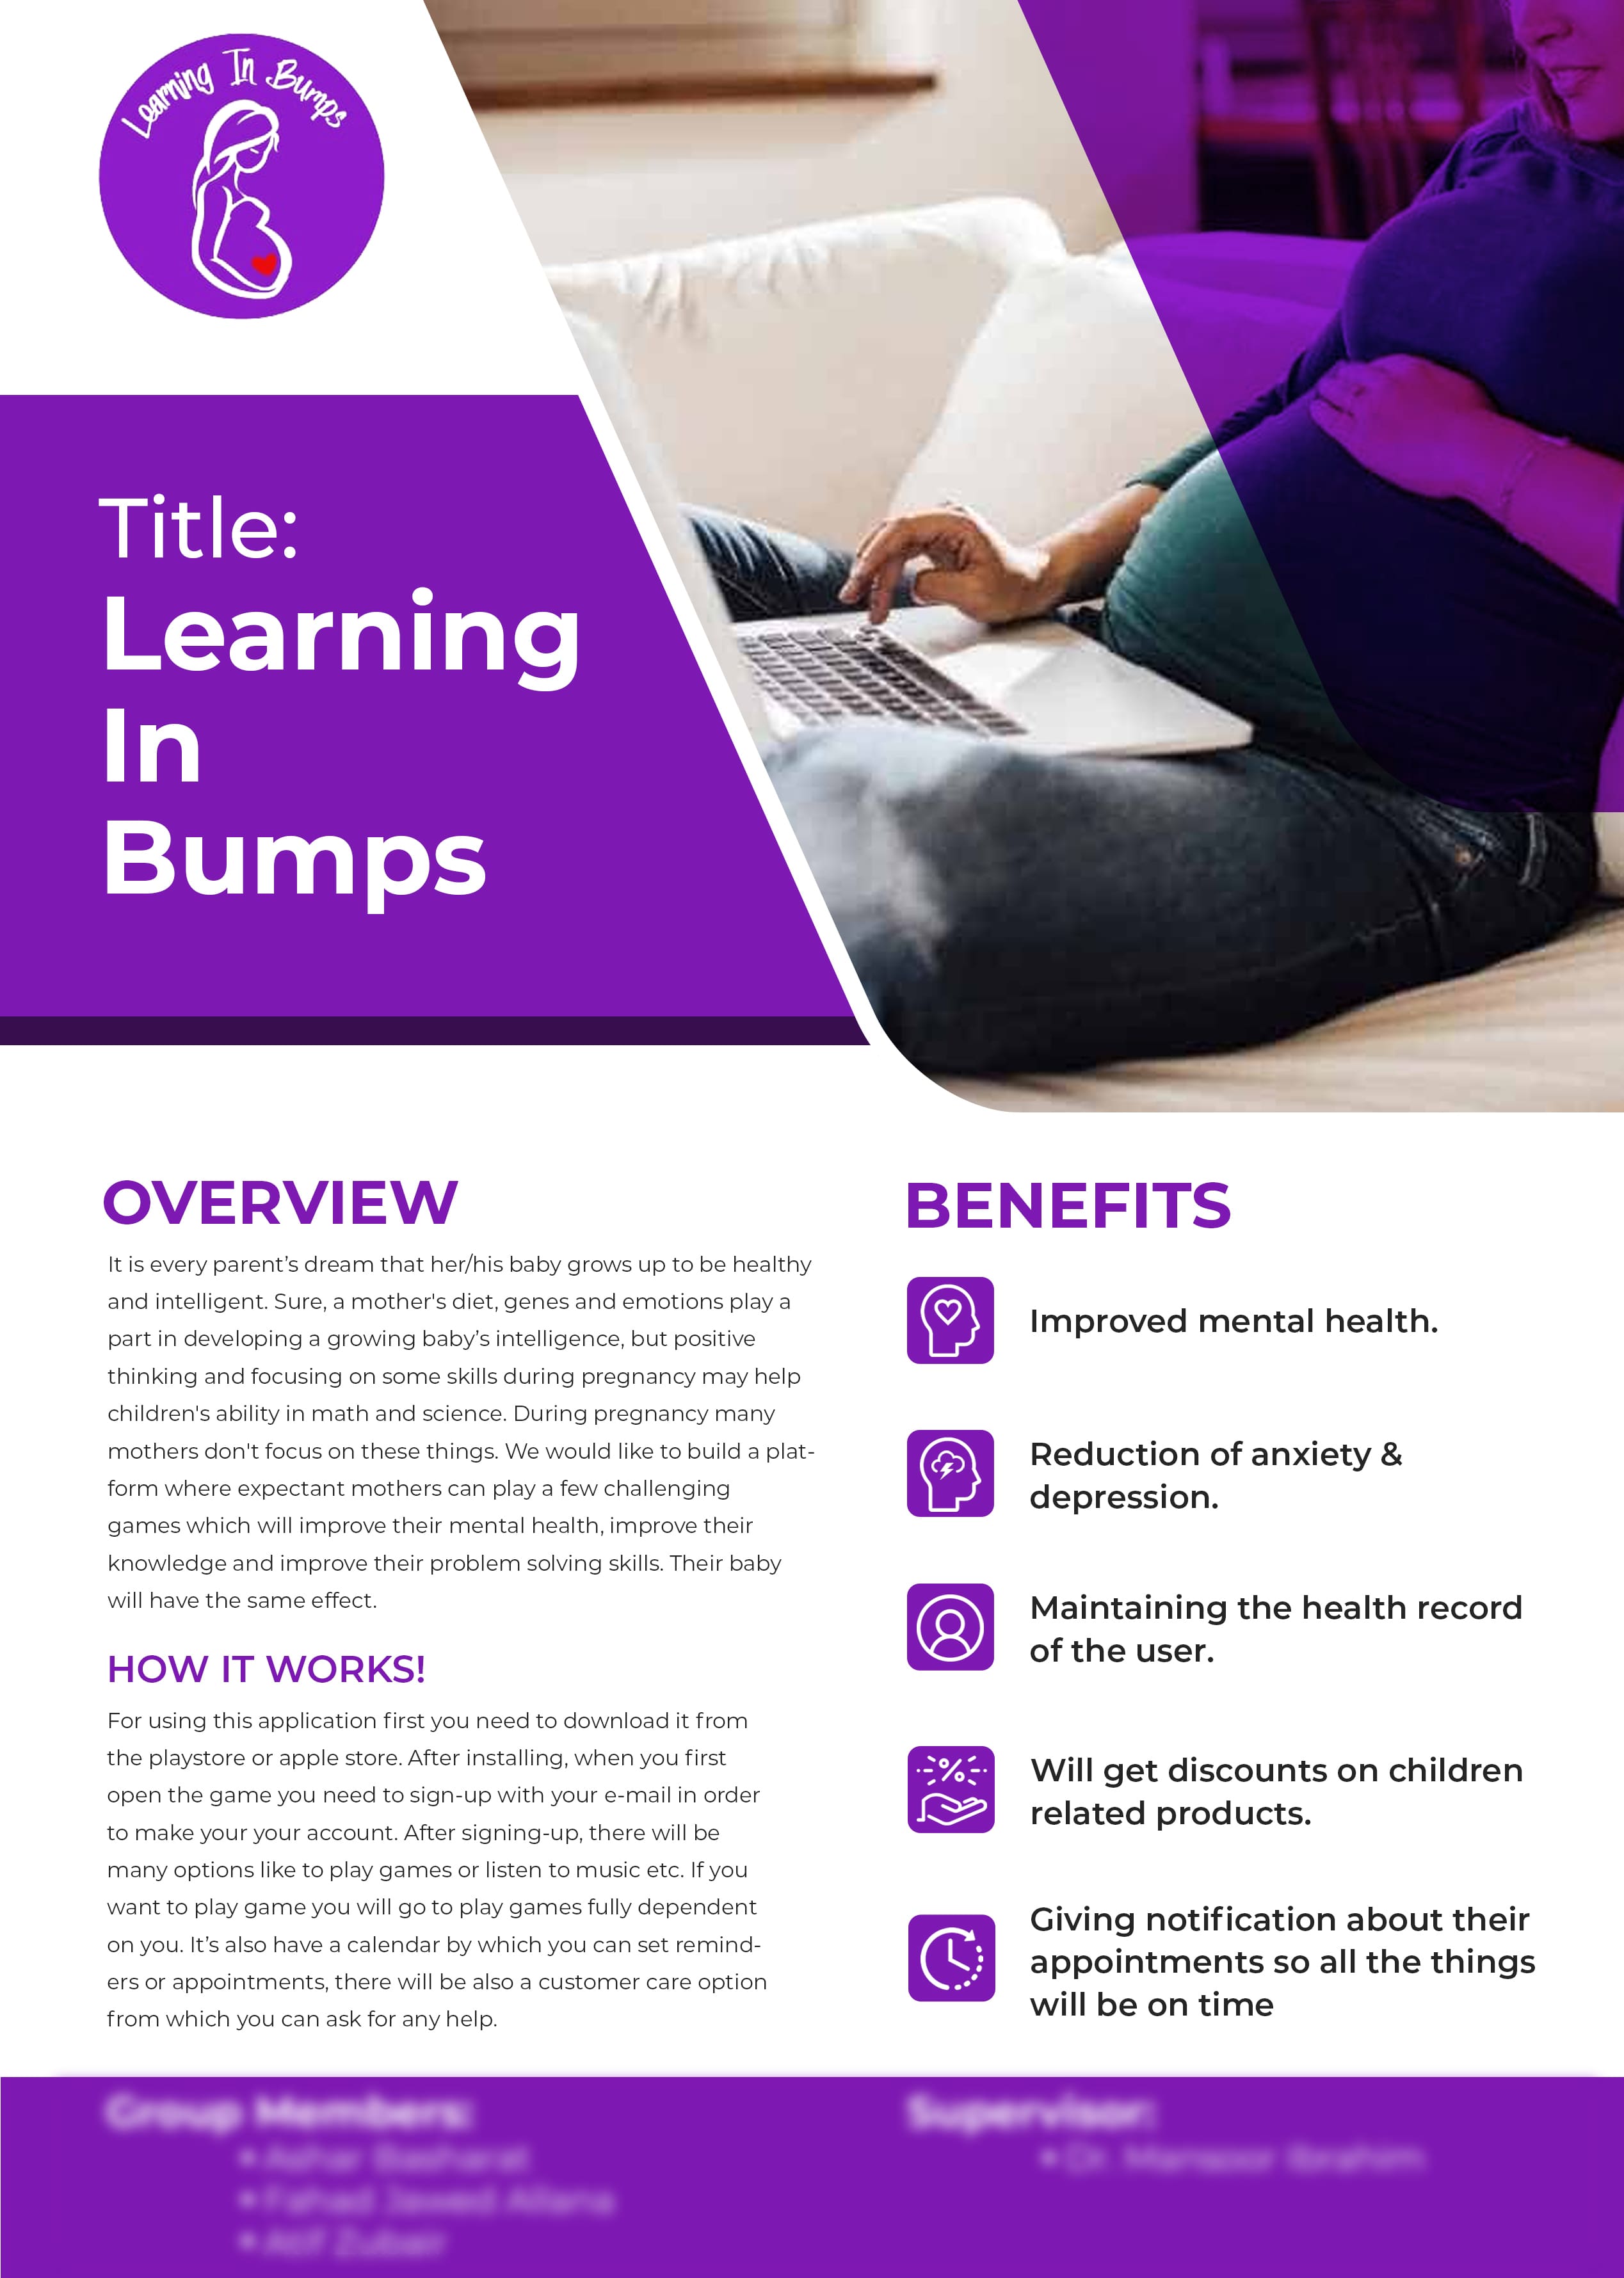 Learning In Bumps
Title:
Learning
In
Bumps
OVERVIEW
It is every parent’s dream that her/his baby grows up to be healthy
and intelligent. Sure, a mother's diet, genes and emotions play a
part in developing a growing baby’s intelligence, but positive
thinking and focusing on some skills during pregnancy may help
children's ability in math and science. During pregnancy many
mothers don't focus on these things. We would like to build a plat-
form where expectant mothers can play a few challenging
games which will improve their mental health, improve their
knowledge and improve their problem solving skills. Their baby
will have the same effect.
HOW IT WORKS!
For using this application first you need to download it from
the playstore or apple store. After installing, when you first
open the game you need to sign-up with your e-mail in order
to make your your account. After signing-up, there will be
many options like to play games or listen to music etc. If you
want to play game you will go to play games fully dependent
on you. It’s also have a calendar by which you can set remind-
ers or appointments, there will be also a customer care option
from which you can ask for any help.
BENEFITS
Improved mental health.
Reduction of anxiety &
depression.
Maintaining the health record
of the user.
Will get discounts on children
related products.
Giving notification about their
appointments so all the things
will be on time
Group Members:
Supervisor: